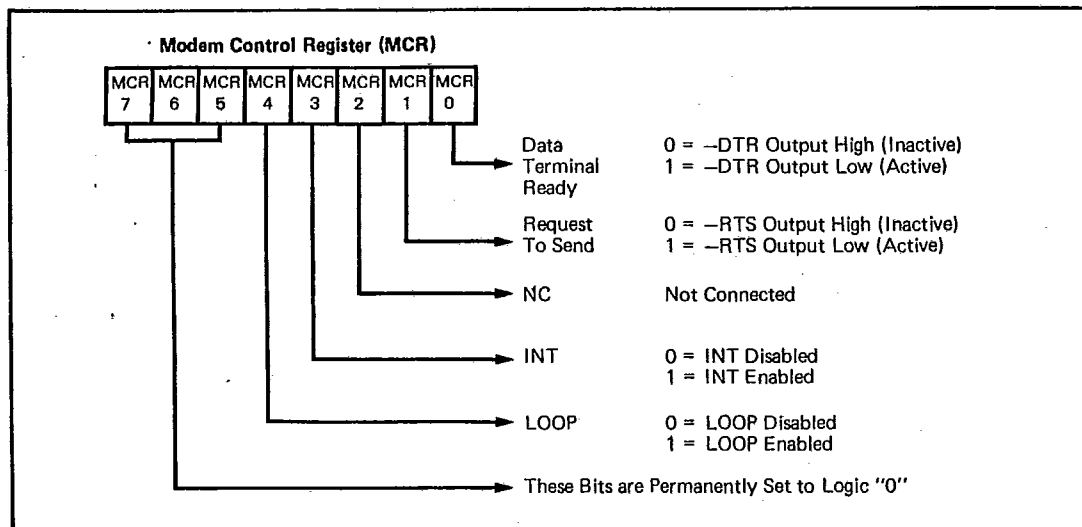 Modem Control Register (MCR)
MCR 7 MCR 6 MCR 5 MCR 4 MCR 3 MCR 2 MCR 1 MCR 0
Data Terminal Ready
0 = —DTR Output High (Inactive)
1 = —DTR Output Low (Active)
Request To Send
0 = —RTS Output High (Inactive)
1 = —RTS Output Low (Active)
NC
Not Connected
INT
0 = INT Disabled
1 = INT Enabled
LOOP
0 = LOOP Disabled
1 = LOOP Enabled
These Bits are Permanently Set to Logic "0"